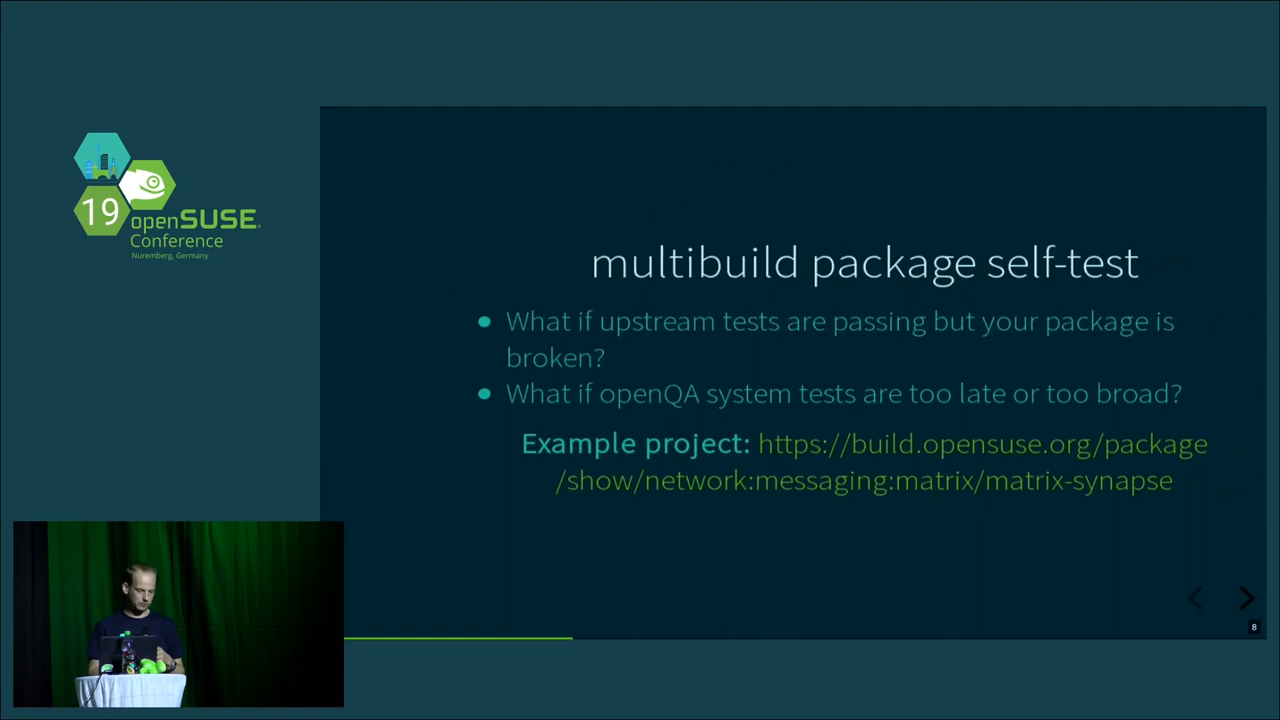 19
openSUSE
Conference
Nuremberg, Germany
multibuild package self-test
● What if upstream tests are passing but your package is
broken?
● What if openQA system tests are too late or too broad?
Example project: https://build.opensuse.org/package
/show/network:messaging:matrix/matrix-synapse
8